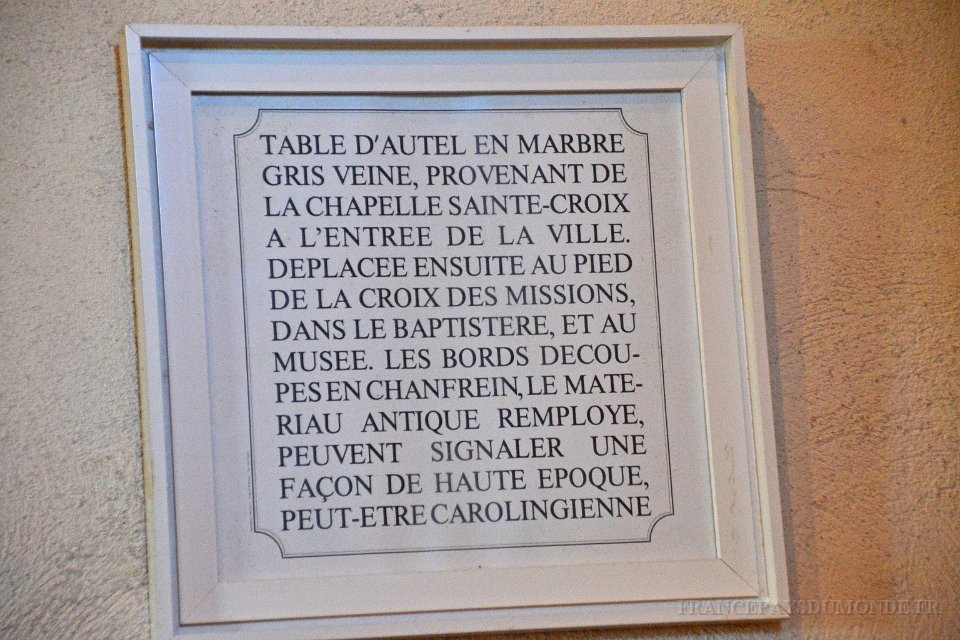 TABLE D'AUTEL EN MARBRE
GRIS VEINE, PROVENANT DE
LA CHAPELLE SAINTE-CROIX
A L'ENTREE DE LA VILLE.
DEPLACEE ENSUITE AU PIED
DE LA CROIX DES MISSIONS,
DANS LE BAPTISTERE, ET AU
MUSEE. LES BORDS DECOU-
PES EN CHANFREIN, LE MATE-
RIAU ANTIQUE REMPLOYE,
PEUVENT SIGNALER UNE
FAÇON DE HAUTE EPOQUE,
PEUT-ETRE CAROLINGIENNE
FRANCEPAYSDUMONDE.FR